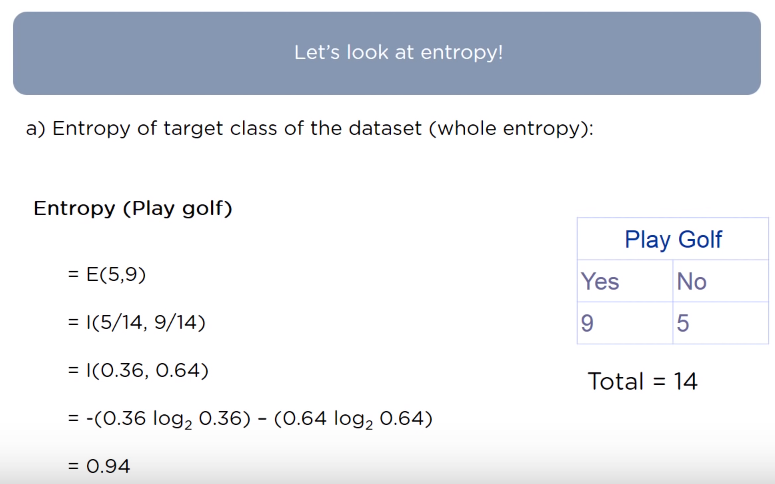 Let's look at entropy!
a) Entropy of target class of the dataset (whole entropy):
Entropy (Play golf)
= E(5,9)
= I(5/14, 9/14)
= I(0.36, 0.64)
= -(0.36 log₂ 0.36) – (0.64 log₂ 0.64)
= 0.94
Play Golf
Yes No
9 5
Total = 14